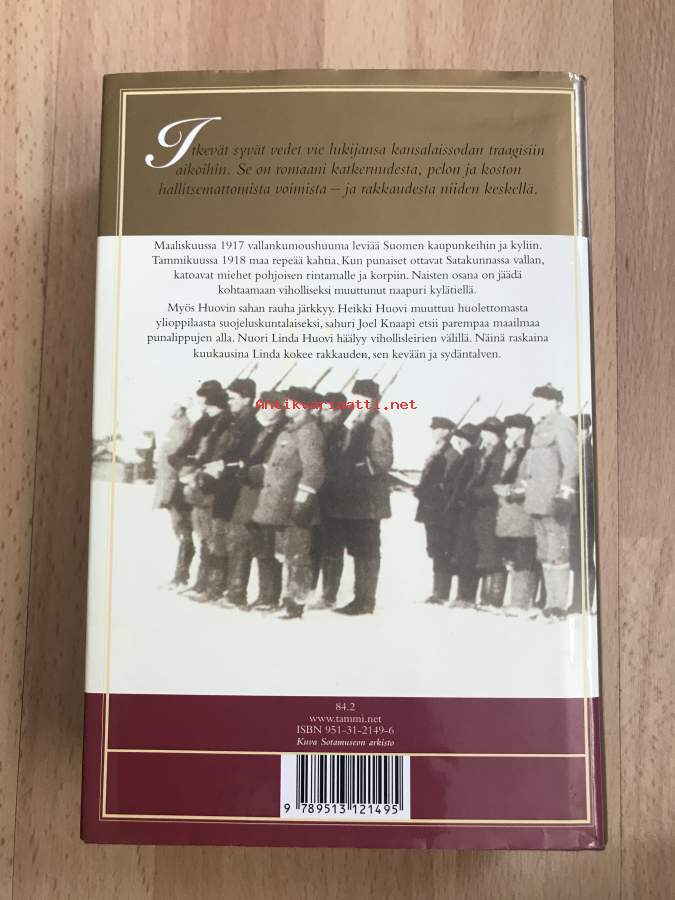 Itkevät syvät vedet vie lukijansa kansalaissodan traagisiin
aikoihin. Se on romaani katkeruudesta, pelon ja koston
hallitsemattomista voimista – ja rakkaudesta niiden keskellä.
Maaliskuussa 1917 vallankumoushuuma leviää Suomen kaupunkeihin ja kyliin.
Tammikuussa 1918 maa repeää kahtia. Kun punaiset ottavat Satakunnassa vallan,
katoavat miehet pohjoisen rintamalle ja korpiin. Naisten osana on jäädä
kohtaamaan viholliseksi muuttunut naapuri kylätiellä.
Myös Huovin sahan rauha järkkyy. Heikki Huovi muuttuu huolettomasta
ylioppilaasta suojeluskuntalaiseksi, sahuri Joel Knaapi etsii parempaa maailmaa
punalippujen alla. Nuori Linda Huovi häälyy vihollisleirien välillä. Näinä raskaina
kuukausina Linda kokee rakkauden, sen kevään ja sydäntalven.
Antikvariaatti.net
84.2
www.tammi.net
ISBN 951-31-2149-6
Kuva Sotamuseon arkisto
9 789513 121495